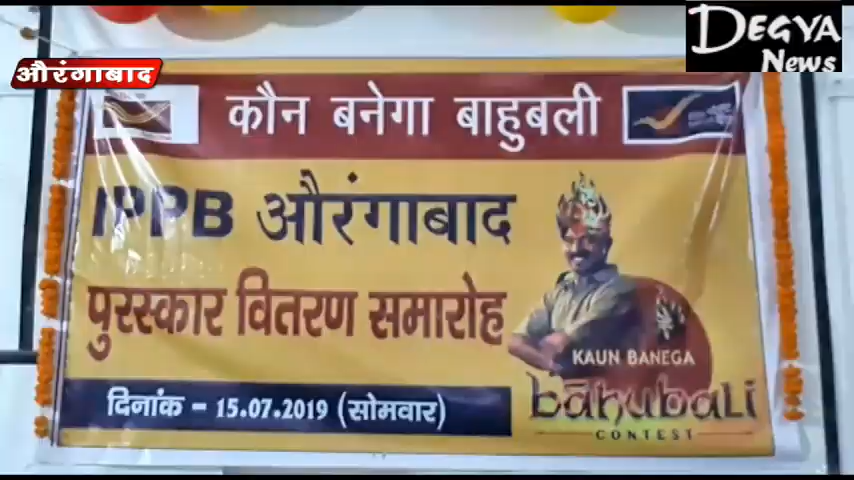 DEGYA
News
औरंगाबाद
कौन बनेगा बाहुबली
IPPB औरंगाबाद
पुरस्कार वितरण समारोह
KAUN BANEGA
bahubali
CONTEST
दिनांक - 15.07.2019 (सोमवार)